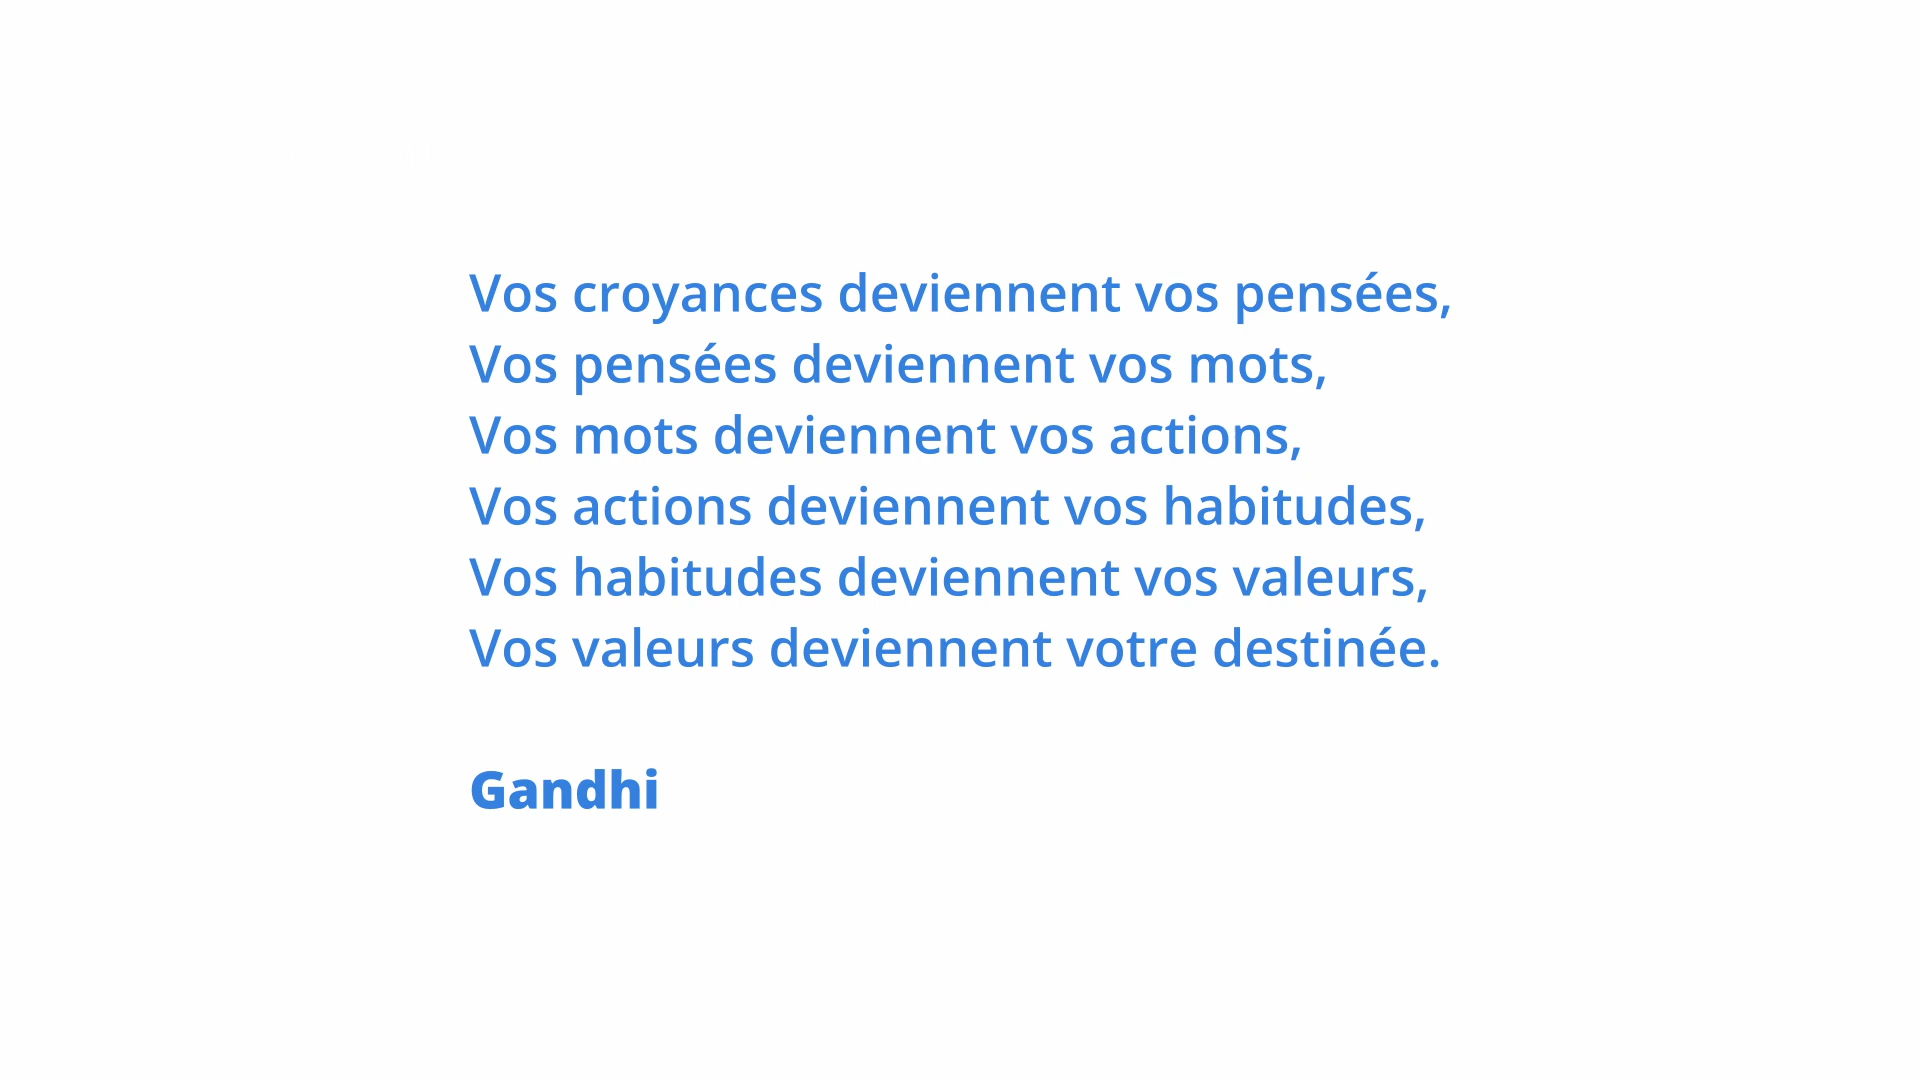 Vos croyances deviennent vos pensées,
Vos pensées deviennent vos mots,
Vos mots deviennent vos actions,
Vos actions deviennent vos habitudes,
Vos habitudes deviennent vos valeurs,
Vos valeurs deviennent votre destinée.
Gandhi